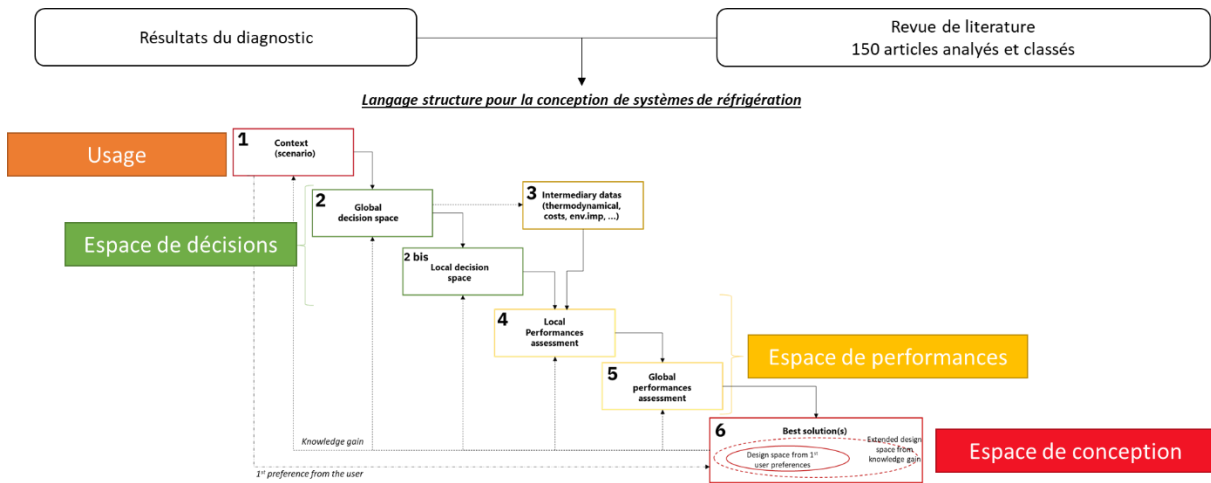 Résultats du diagnostic
Revue de literature
150 articles analyés et classés
Langage structure pour la conception de systèmes de réfrigération
Usage
1
Context
(scenario)
Espace de décisions
2
Global
decision space
3
Intermediary datas
(thermodynamical,
costs, env.imp, ...)
2 bis
Local decision
space
4
Local
Performances
assessment
Espace de performances
5
Global
performances
assessment
6
Best solution(s)
Design space from 1st
user preferences
Extended design
space from
knowledge gain
Espace de conception
Knowledge gain
1st preference from the user